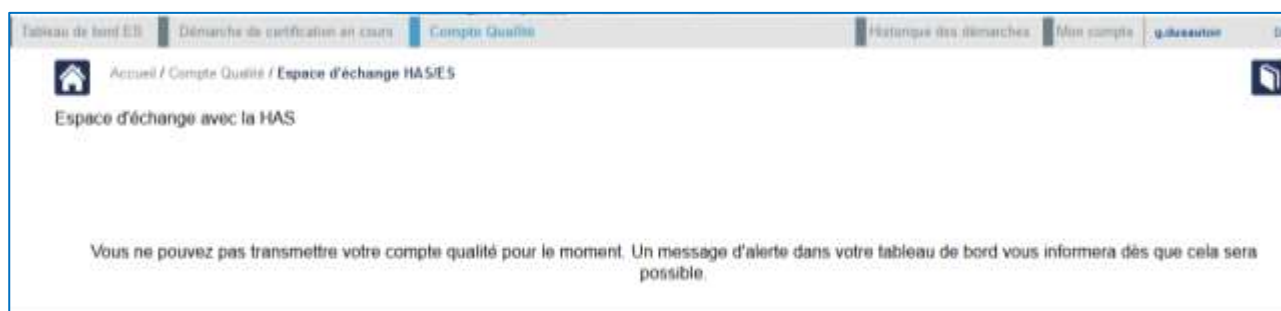 Tableau de bord ES Démarche de certification en cours Compte Qualité Historique des démarches Mon compte g.dusautoir
Accueil / Compte Qualité / Espace d'échange HAS/ES
Espace d'échange avec la HAS
Vous ne pouvez pas transmettre votre compte qualité pour le moment. Un message d'alerte dans votre tableau de bord vous informera dès que cela sera
possible.